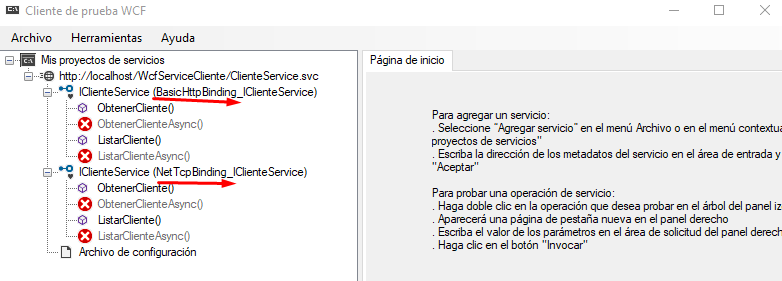 Cliente de prueba WCF
Archivo Herramientas Ayuda
Mis proyectos de servicios
http://localhost/WcfServiceCliente/ClienteService.svc
IClienteService (BasicHttpBinding_IClienteService)
ObtenerCliente()
ObtenerClienteAsync()
ListarCliente()
ListarClienteAsync()
IClienteService (NetTcpBinding_IClienteService)
ObtenerCliente()
ObtenerClienteAsync()
ListarCliente()
ListarClienteAsync()
Archivo de configuración
Página de inicio
Para agregar un servicio:
. Seleccione "Agregar servicio" en el menú Archivo o en el menú contextua
proyectos de servicios"
. Escriba la dirección de los metadatos del servicio en el área de entrada y
"Aceptar"
Para probar una operación de servicio:
. Haga doble clic en la operación que desea probar en el árbol del panel iz
. Aparecerá una página de pestaña nueva en el panel derecho
. Escriba el valor de los parámetros en el área de solicitud del panel derech
. Haga clic en el botón "Invocar"